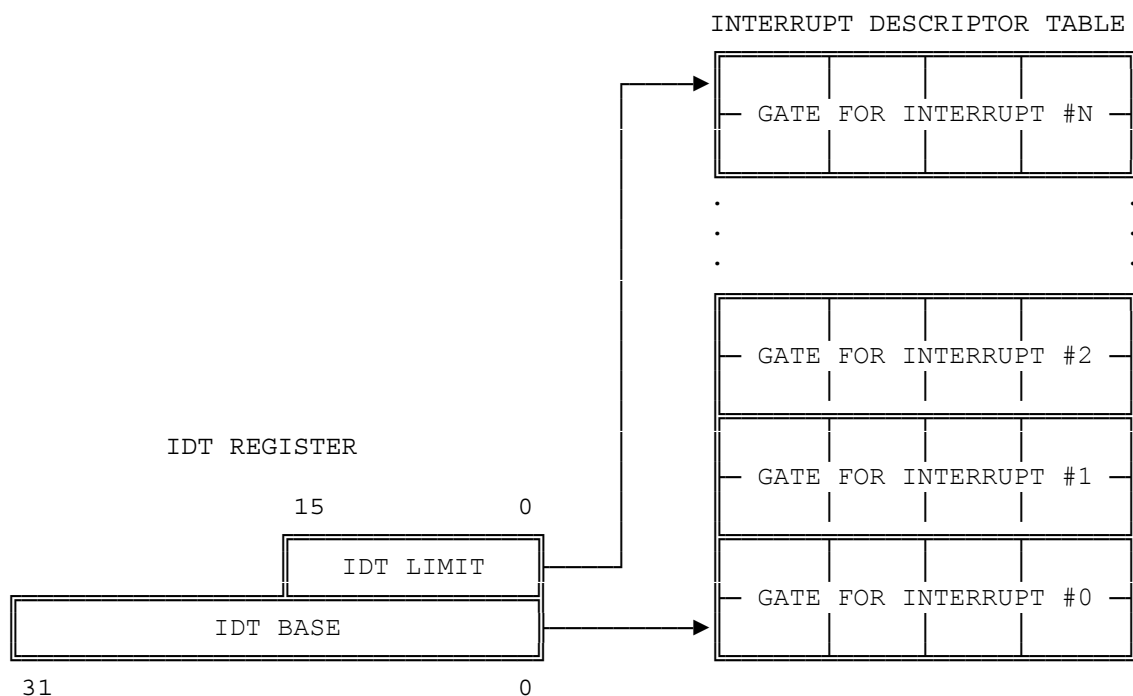 INTERRUPT DESCRIPTOR TABLE
GATE FOR INTERRUPT #N
GATE FOR INTERRUPT #2
IDT REGISTER
GATE FOR INTERRUPT #1
15 0
IDT LIMIT
GATE FOR INTERRUPT #0
IDT BASE
31 0